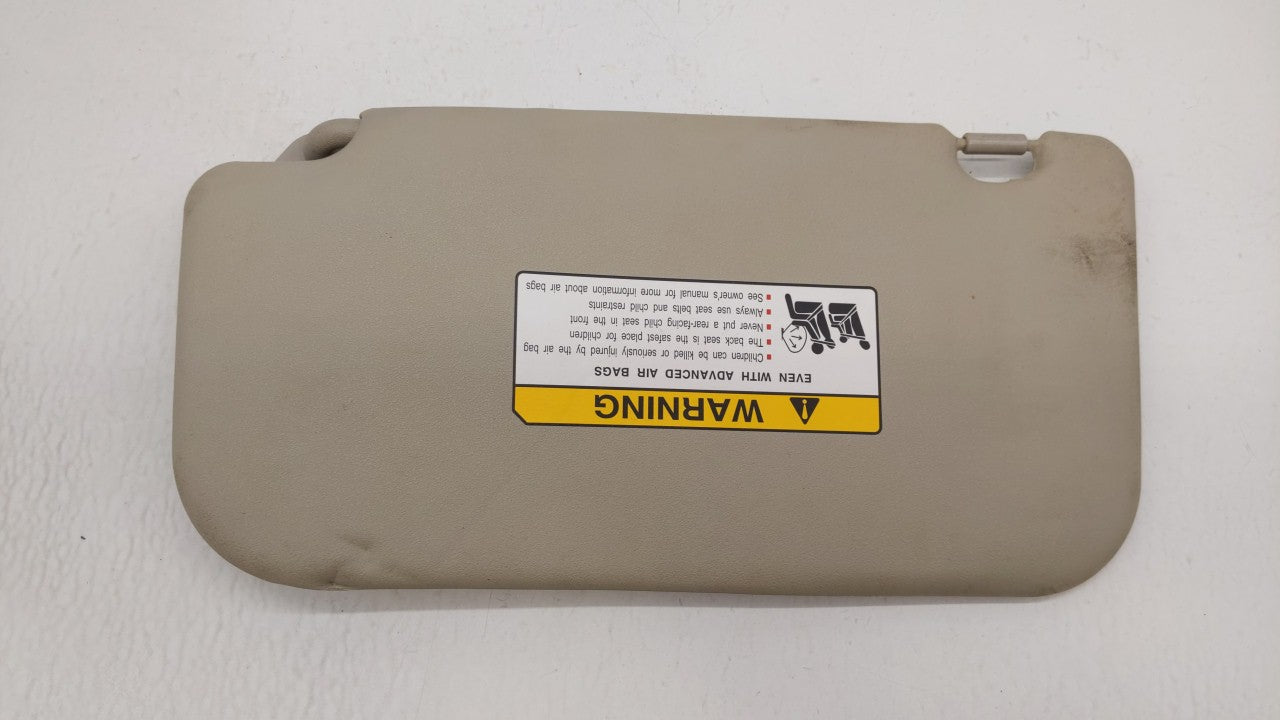 WARNING
EVEN WITH ADVANCED AIR BAGS
Children can be killed or seriously injured by the air bag
The back seat is the safest place for children
Never put a rear-facing child seat in the front
Always use seat belts and child restraints
See owner's manual for more information about air bags